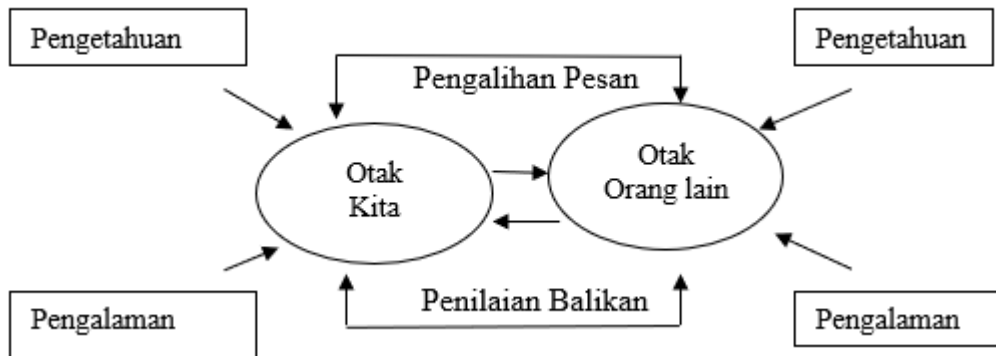 Pengetahuan
Pengetahuan
Pengalihan Pesan
Otak
Kita
Otak
Orang lain
Penilaian Balikan
Pengalaman
Pengalaman